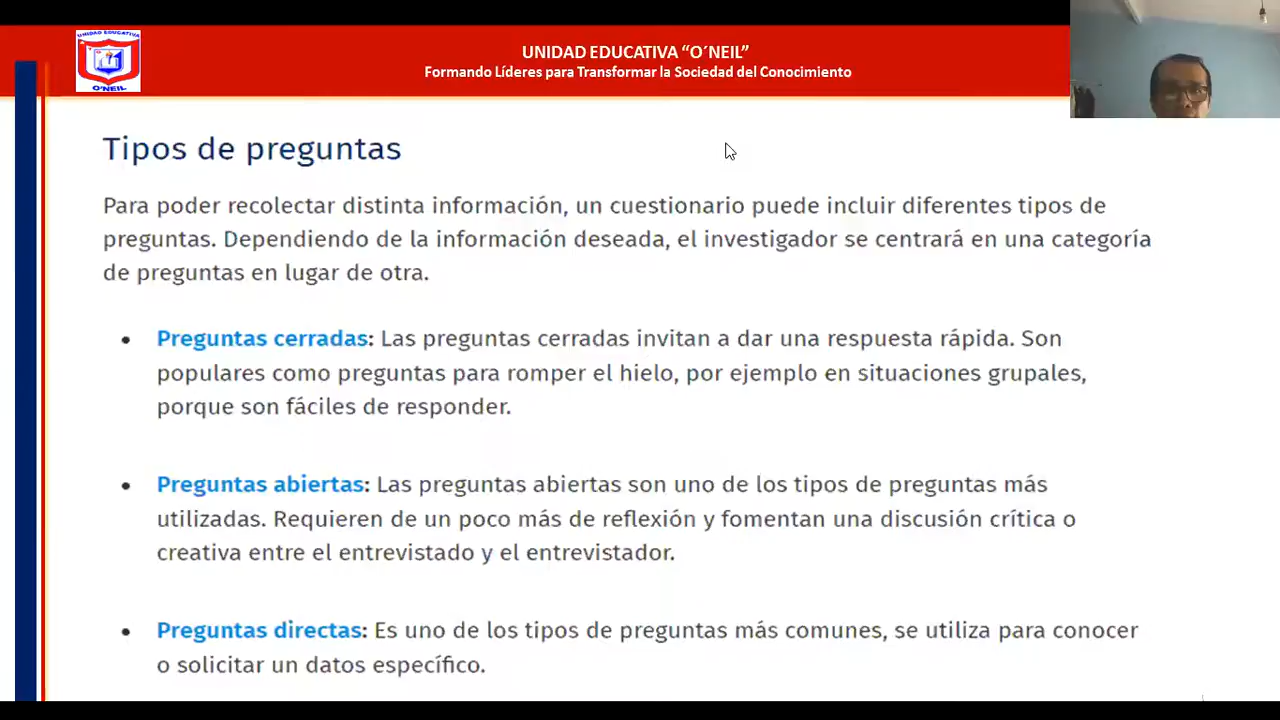 UNIDAD EDUCATIVA
O'NEIL
UNIDAD EDUCATIVA “O´NEIL”
Formando Líderes para Transformar la Sociedad del Conocimiento
Tipos de preguntas
Para poder recolectar distinta información, un cuestionario puede incluir diferentes tipos de
preguntas. Dependiendo de la información deseada, el investigador se centrará en una categoría
de preguntas en lugar de otra.
• Preguntas cerradas: Las preguntas cerradas invitan a dar una respuesta rápida. Son
populares como preguntas para romper el hielo, por ejemplo en situaciones grupales,
porque son fáciles de responder.
• Preguntas abiertas: Las preguntas abiertas son uno de los tipos de preguntas más
utilizadas. Requieren de un poco más de reflexión y fomentan una discusión crítica o
creativa entre el entrevistado y el entrevistador.
• Preguntas directas: Es uno de los tipos de preguntas más comunes, se utiliza para conocer
o solicitar un datos específico.